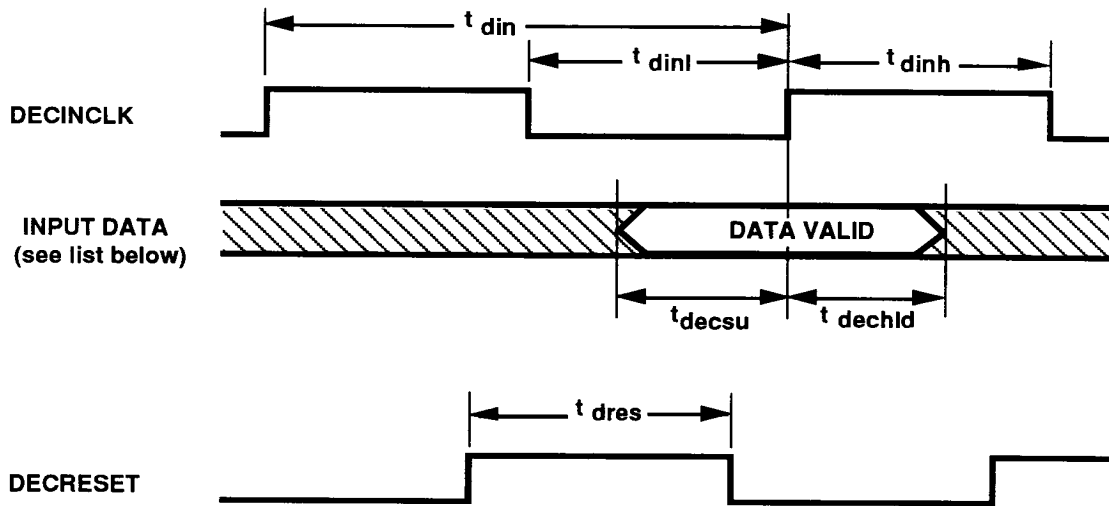 t din
t dinl
t dinh
DECINCLK
INPUT DATA
(see list below)
DATA VALID
t decsu
t dechld
t dres
DECRESET